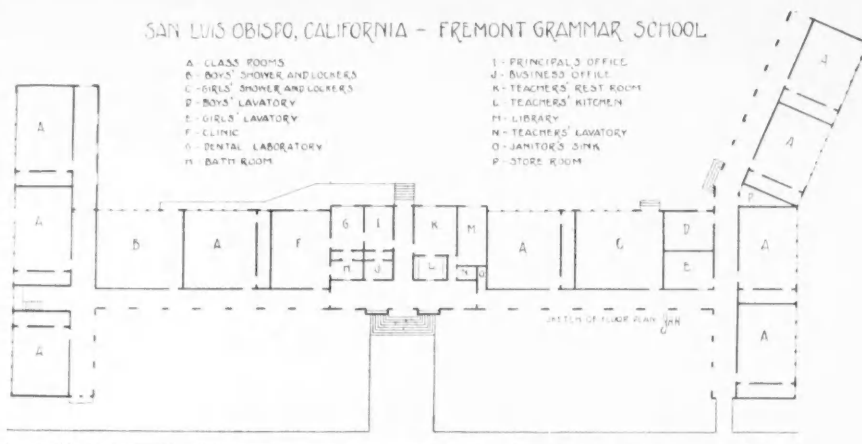 SAN LUIS OBISPO, CALIFORNIA - FREMONT GRAMMAR SCHOOL
A - CLASS ROOMS
B - BOYS' SHOWER AND LOCKERS
C - GIRLS' SHOWER AND LOCKERS
D - BOYS' LAVATORY
E - GIRLS' LAVATORY
F - CLINIC
G - DENTAL LABORATORY
H - BATH ROOM
I - PRINCIPAL'S OFFICE
J - BUSINESS OFFICE
K - TEACHERS' REST ROOM
L - TEACHERS' KITCHEN
M - LIBRARY
N - TEACHERS' LAVATORY
O - JANITOR'S SINK
P - STORE ROOM
A
A
A
A
P
A
B
A
F
G
I
K
M
A
C
D
A
H
J
L
N
O
E
A
A
SKETCH OF FLOOR PLAN